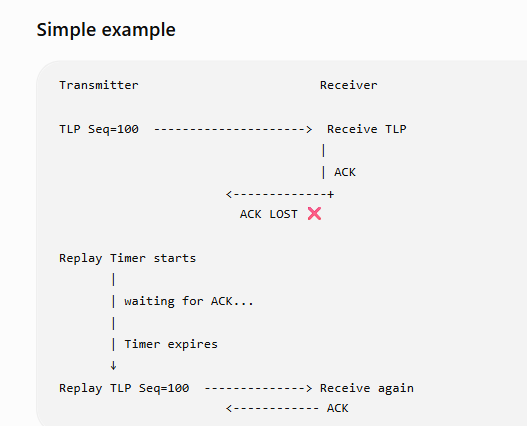 Simple example
Transmitter                         Receiver
TLP Seq=100  --------------------->  Receive TLP
|
| ACK
<-------------+
ACK LOST ❌
Replay Timer starts
|
| waiting for ACK...
|
| Timer expires
↓
Replay TLP Seq=100  --------------> Receive again
<------------ ACK